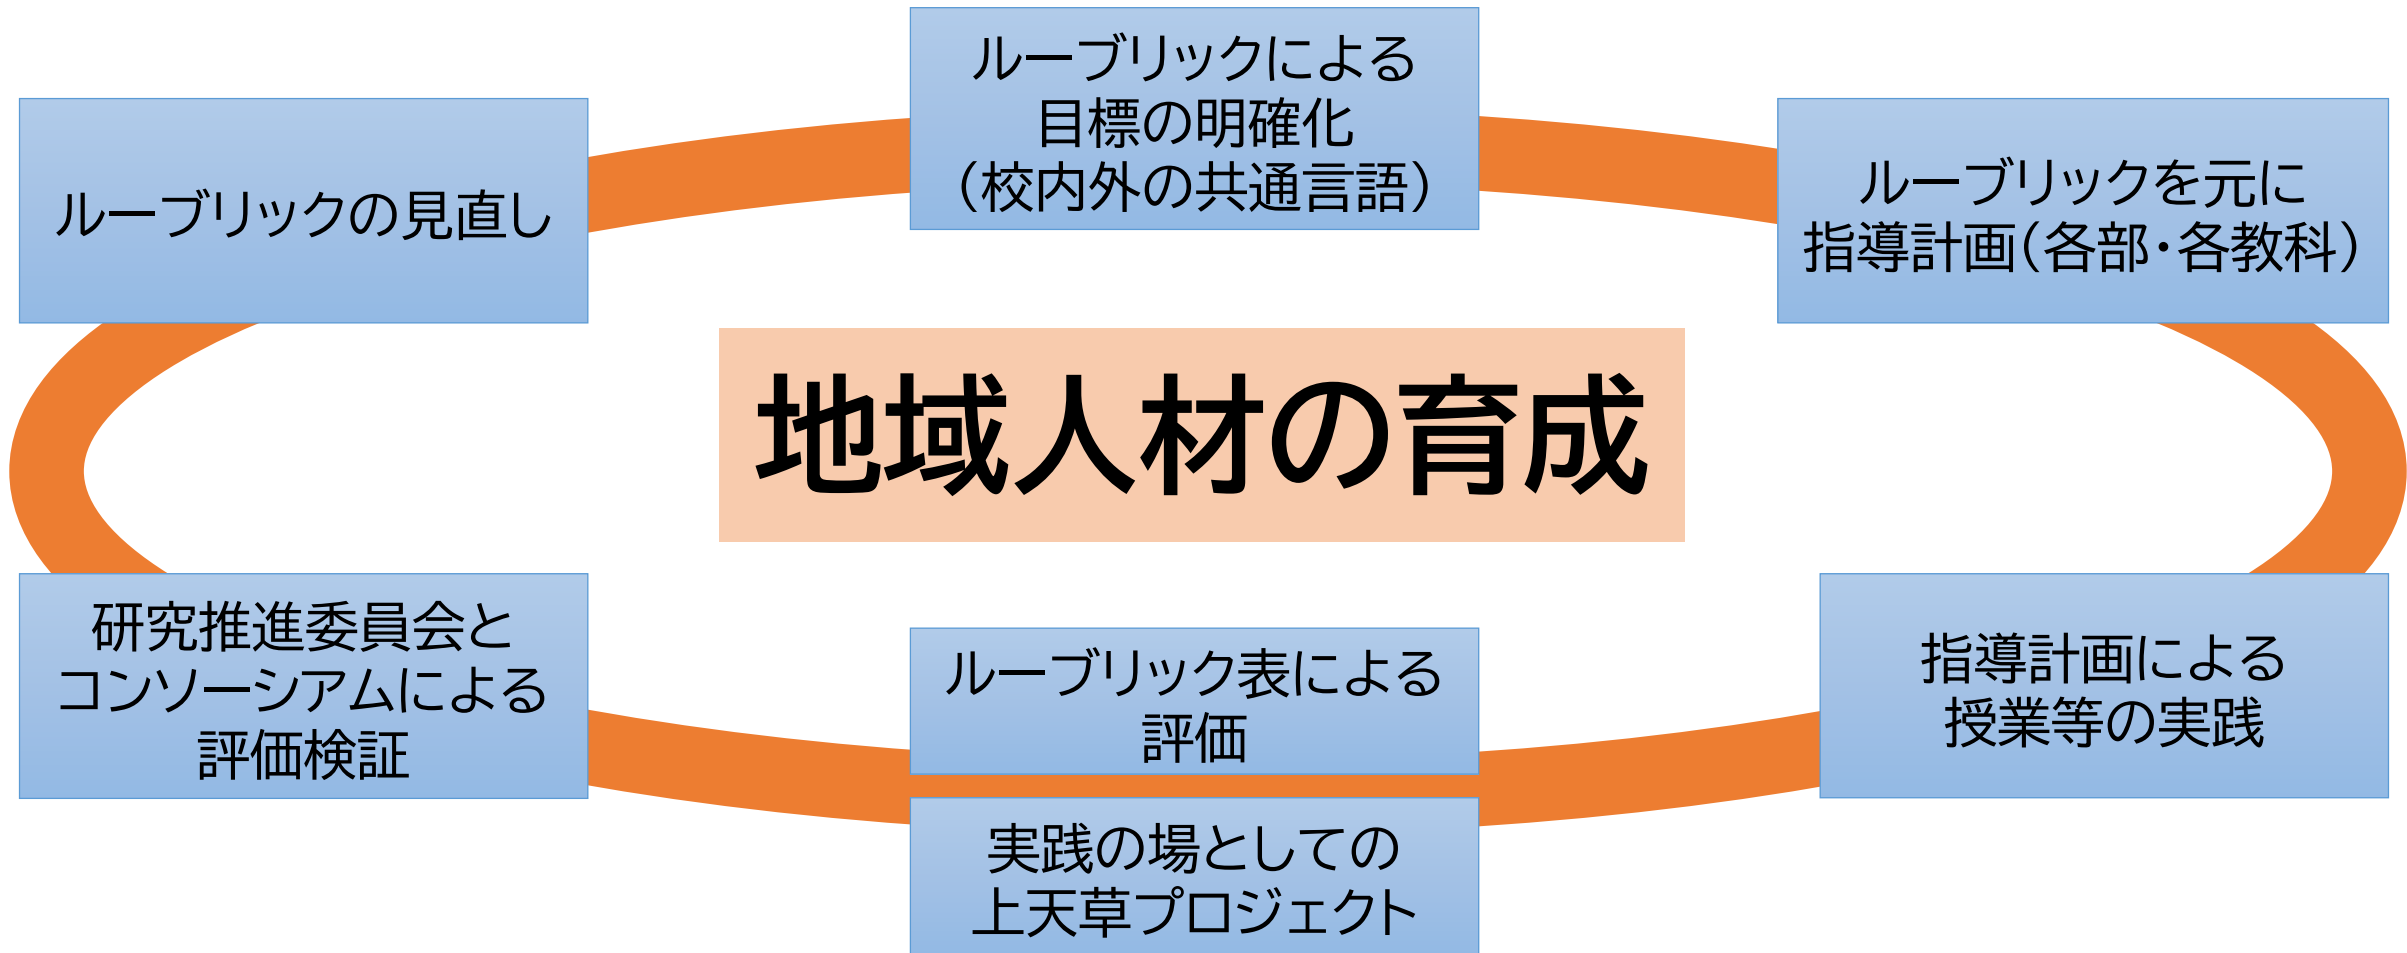 ルーブリックによる
目標の明確化
（校内外の共通言語）
ルーブリックの見直し
ルーブリックを元に
指導計画（各部・各教科）
地域人材の育成
研究推進委員会と
コンソーシアムによる
評価検証
ルーブリック表による
評価
指導計画による
授業等の実践
実践の場としての
上天草プロジェクト